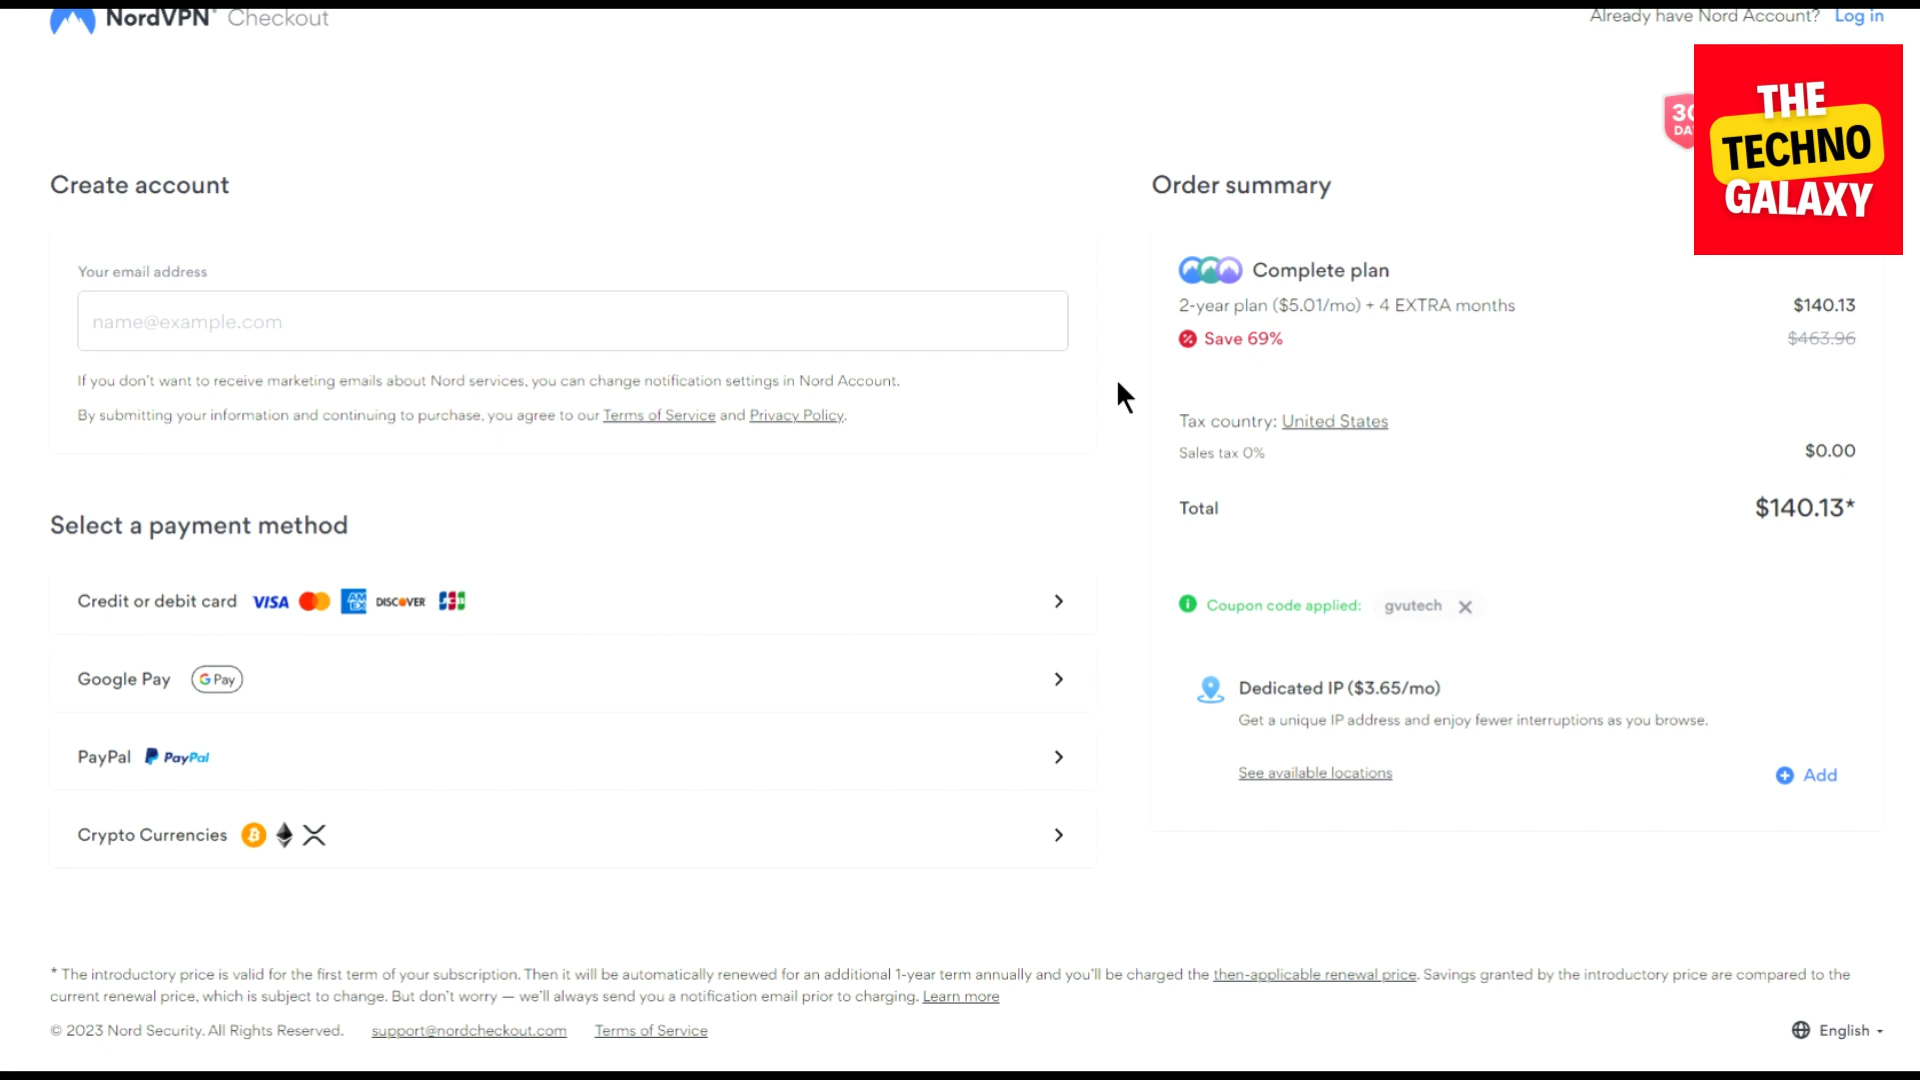 NordVPN® Checkout
Already have Nord Account? Log in
THE
TECHNO
GALAXY
30
Create account
Order summary
Your email address
name@example.com
If you don't want to receive marketing emails about Nord services, you can change notification settings in Nord Account.
By submitting your information and continuing to purchase, you agree to our Terms of Service and Privacy Policy.
Complete plan
2-year plan ($5.01/mo) + 4 EXTRA months $140.13
Save 69% $463.96
Tax country: United States
Sales tax 0% $0.00
Total $140.13*
Select a payment method
Credit or debit card VISA AMEX DISCOVER JCB
Google Pay G Pay
PayPal PayPal
Crypto Currencies
Coupon code applied: gvutech
Dedicated IP ($3.65/mo)
Get a unique IP address and enjoy fewer interruptions as you browse.
See available locations Add
* The introductory price is valid for the first term of your subscription. Then it will be automatically renewed for an additional 1-year term annually and you'll be charged the then-applicable renewal price. Savings granted by the introductory price are compared to the
current renewal price, which is subject to change. But don't worry — we'll always send you a notification email prior to charging. Learn more
© 2023 Nord Security. All Rights Reserved. support@nordcheckout.com Terms of Service
English